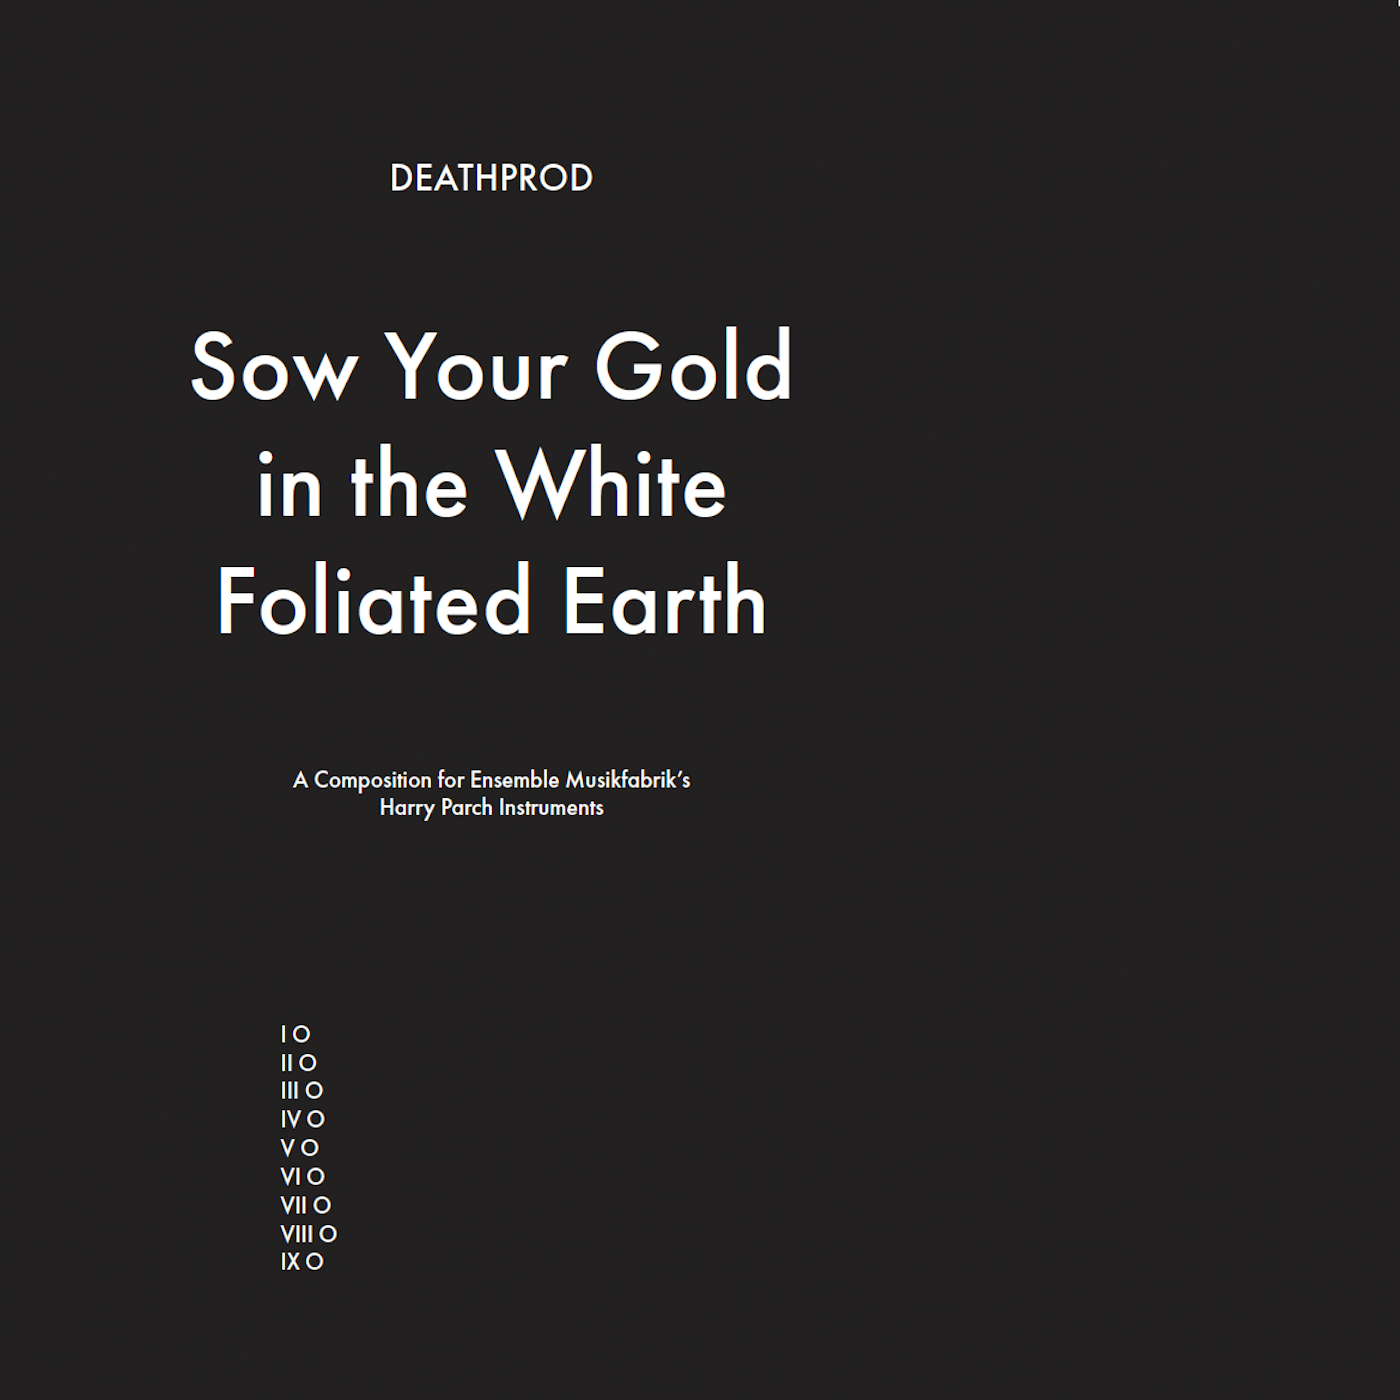 DEATHPROD
Sow Your Gold
in the White
Foliated Earth
A Composition for Ensemble Musikfabrik’s
Harry Parch Instruments
I O
II O
III O
IV O
V O
VI O
VII O
VIII O
IX O